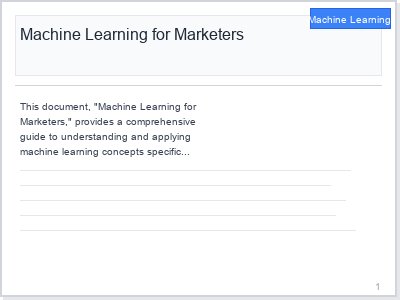 Machine Learning
Machine Learning for Marketers
This document, "Machine Learning for
Marketers," provides a comprehensive
guide to understanding and applying
machine learning concepts specific...
1